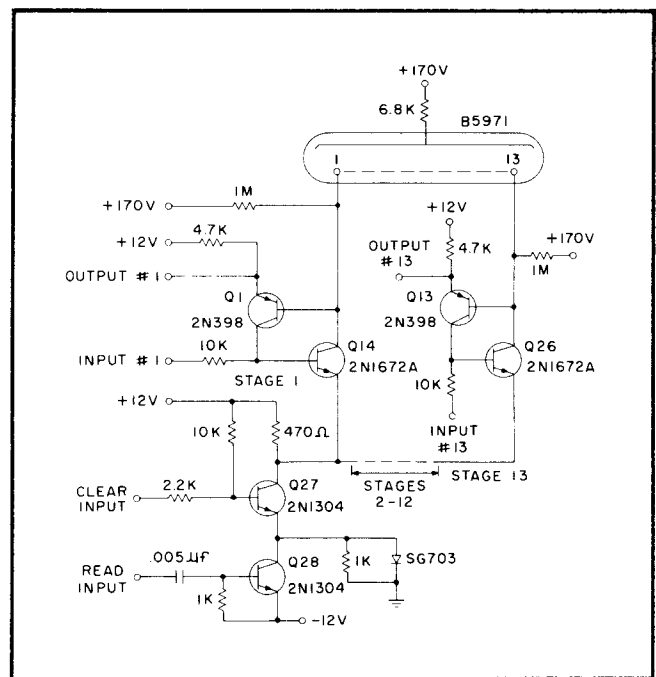 +170V
6.8K
B5971
1
13
1M
+170V
+12V
4.7K
+12V
4.7K
+170V
1M
OUTPUT #1
OUTPUT
#13
Q1
2N398
Q13
2N398
10K
INPUT #1
Q14
2N1672A
STAGE 1
Q26
2N1672A
10K
INPUT
#13
+12V
10K
470Ω
STAGES
2-12
STAGE 13
CLEAR
INPUT
2.2K
Q27
2N1304
READ
INPUT
.005μf
1K
Q28
2N1304
1K
SG703
-12V